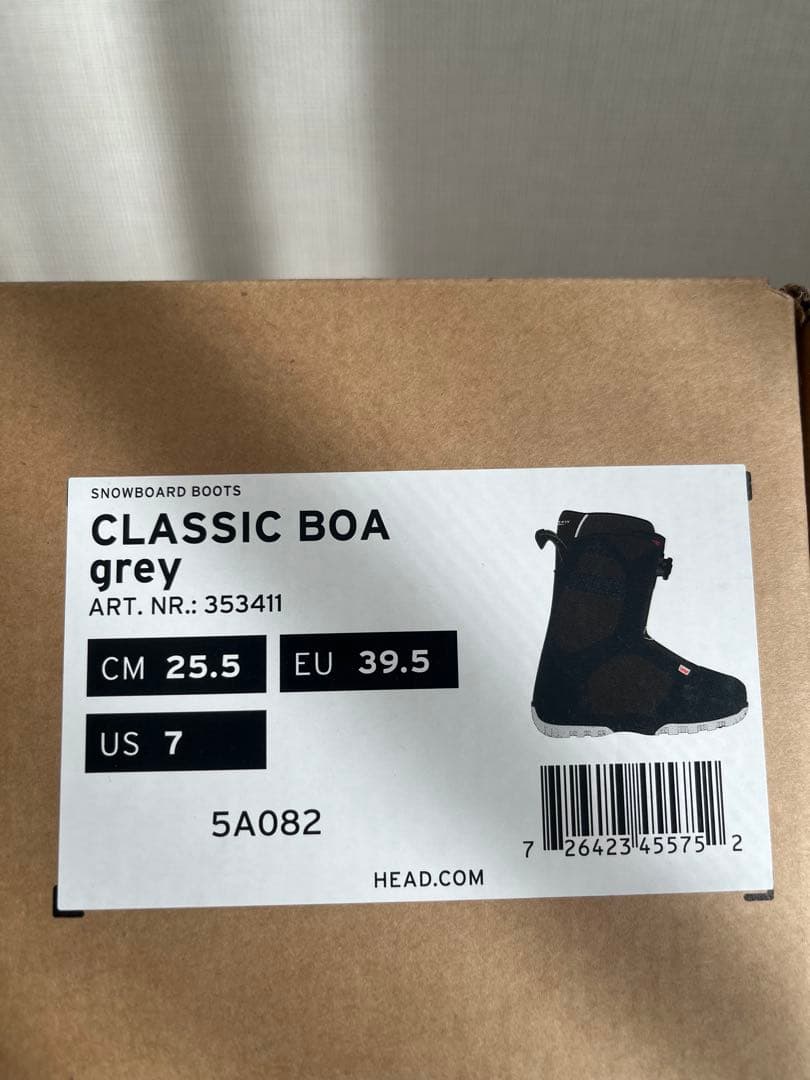 SNOWBOARD BOOTS
CLASSIC BOA
grey
ART. NR.: 353411
CM 25.5 EU 39.5
US 7
5A082
7 26423 45575 2
HEAD.COM